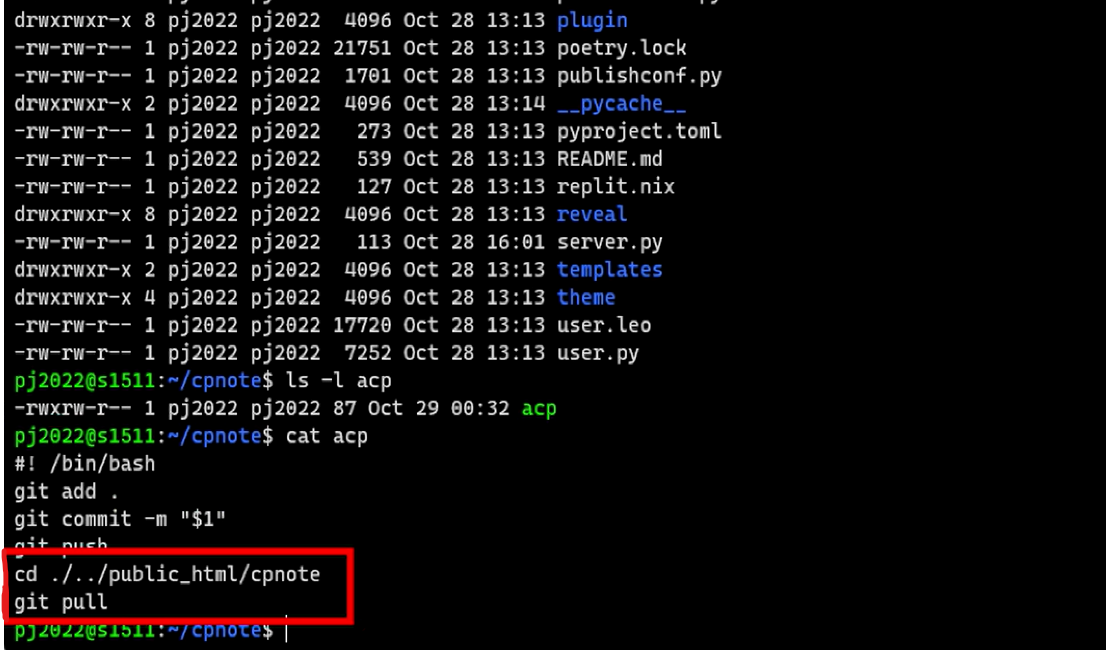 drwxrwxr-x 8 pj2022 pj2022  4096 Oct 28 13:13 plugin
-rw-rw-r-- 1 pj2022 pj2022 21751 Oct 28 13:13 poetry.lock
-rw-rw-r-- 1 pj2022 pj2022  1701 Oct 28 13:13 publishconf.py
drwxrwxr-x 2 pj2022 pj2022  4096 Oct 28 13:14 __pycache__
-rw-rw-r-- 1 pj2022 pj2022   273 Oct 28 13:13 pyproject.toml
-rw-rw-r-- 1 pj2022 pj2022   539 Oct 28 13:13 README.md
-rw-rw-r-- 1 pj2022 pj2022   127 Oct 28 13:13 replit.nix
drwxrwxr-x 8 pj2022 pj2022  4096 Oct 28 13:13 reveal
-rw-rw-r-- 1 pj2022 pj2022   113 Oct 28 16:01 server.py
drwxrwxr-x 2 pj2022 pj2022  4096 Oct 28 13:13 templates
drwxrwxr-x 4 pj2022 pj2022  4096 Oct 28 13:13 theme
-rw-rw-r-- 1 pj2022 pj2022 17720 Oct 28 13:13 user.leo
-rw-rw-r-- 1 pj2022 pj2022  7252 Oct 28 13:13 user.py
pj2022@s1511:~/cpnote$ ls -l acp
-rwxrw-r-- 1 pj2022 pj2022 87 Oct 29 00:32 acp
pj2022@s1511:~/cpnote$ cat acp
#! /bin/bash
git add .
git commit -m "$1"
git push
cd ./../public_html/cpnote
git pull
pj2022@s1511:~/cpnote$